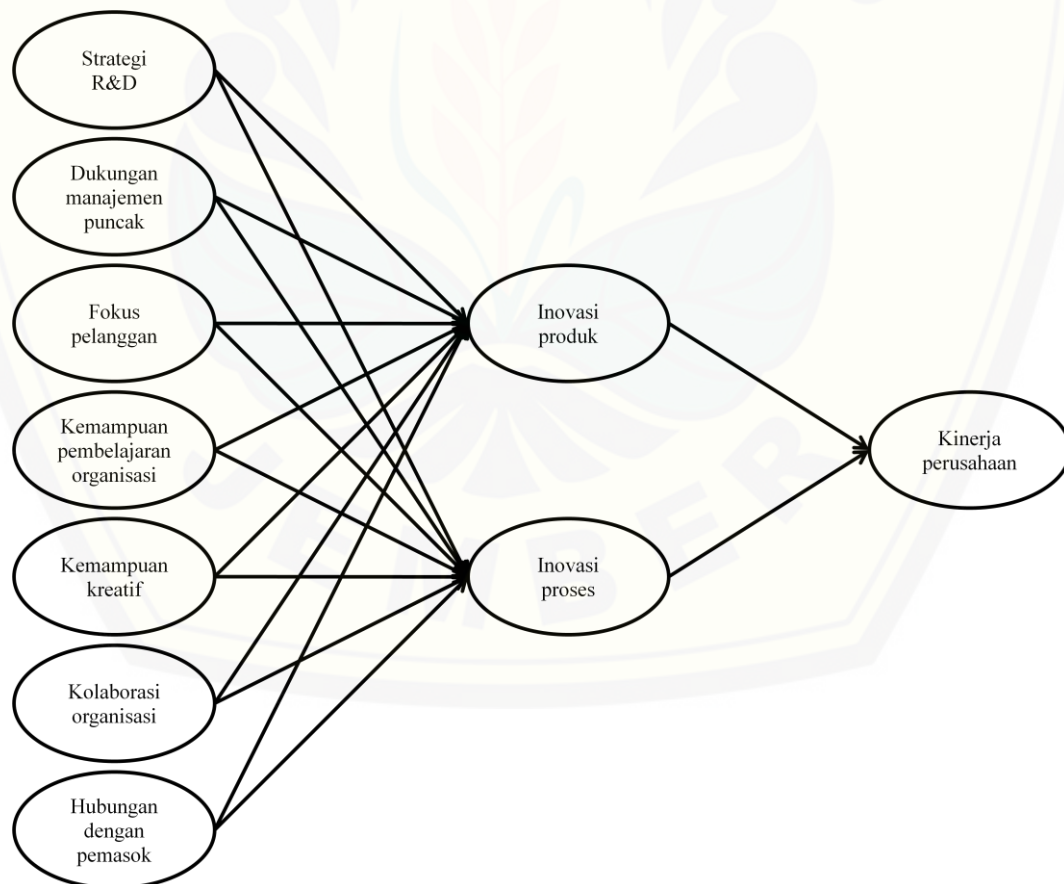 Strategi
R&D
Dukungan
manajemen
puncak
Fokus
pelanggan
Kemampuan
pembelajaran
organisasi
Kemampuan
kreatif
Kolaborasi
organisasi
Hubungan
dengan
pemasok
Inovasi
produk
Inovasi
proses
Kinerja
perusahaan
JEMBER